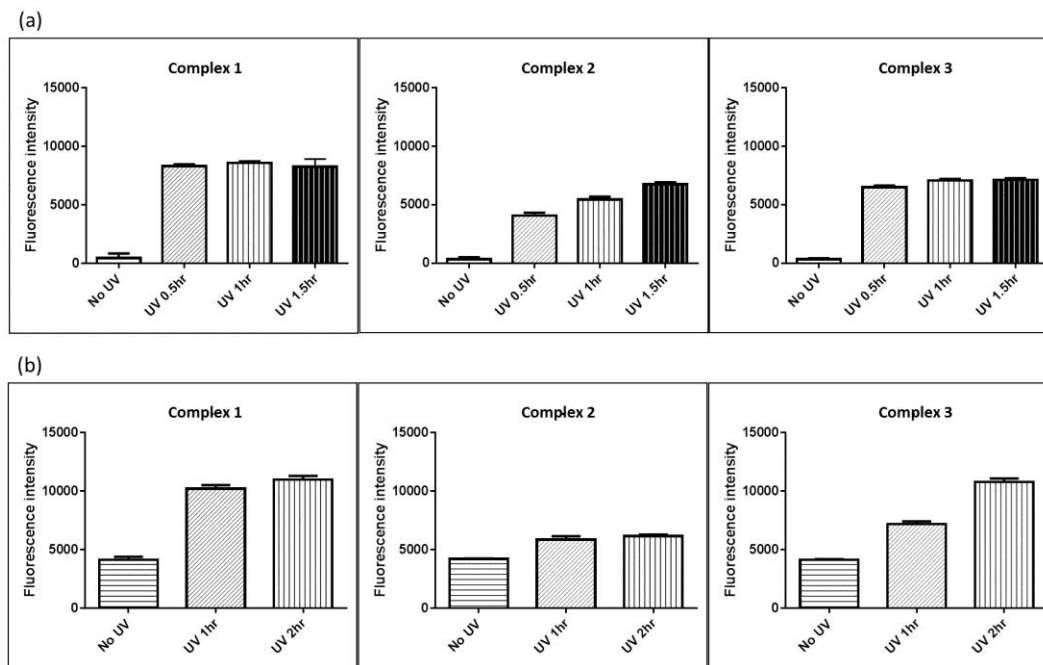 (a)
Complex 1
Fluorescence intensity
15000
10000
5000
0
No UV
UV 0.5hr
UV 1hr
UV 1.5hr
Complex 2
Fluorescence intensity
15000
10000
5000
0
No UV
UV 0.5hr
UV 1hr
UV 1.5hr
Complex 3
Fluorescence intensity
15000
10000
5000
0
No UV
UV 0.5hr
UV 1hr
UV 1.5hr
(b)
Complex 1
Fluorescence intensity
15000
10000
5000
0
No UV
UV 1hr
UV 2hr
Complex 2
Fluorescence intensity
15000
10000
5000
0
No UV
UV 1hr
UV 2hr
Complex 3
Fluorescence intensity
15000
10000
5000
0
No UV
UV 1hr
UV 2hr